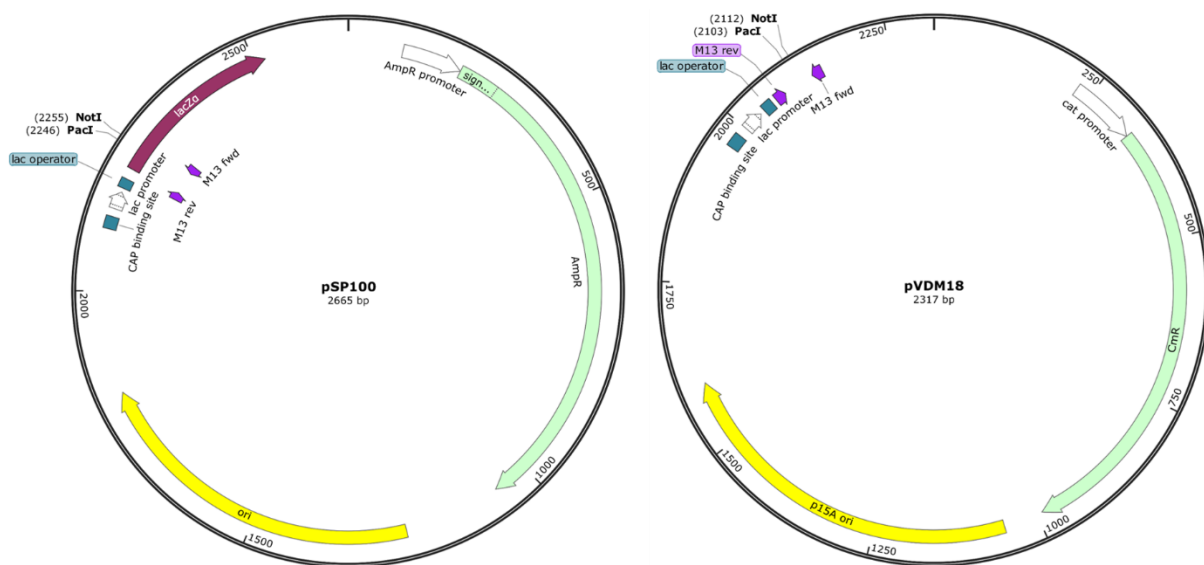 2500
lacZα
(2255) NotI
(2246) PacI
lac operator
lac promoter
CAP binding site
M13 fwd
M13 rev
AmpR promoter
sign...
500
AmpR
pSP100
2665 bp
2000
ori
1500
1000
(2112) NotI
(2103) PacI
M13 rev
lac operator
2250
M13 fwd
lac promoter
2000
CAP binding site
250
cat promoter
500
CmR
pVDM18
2317 bp
1750
750
1500
p15A ori
1250
1000